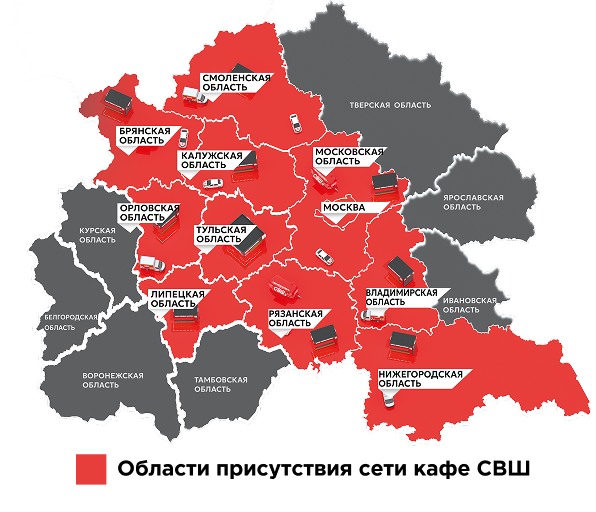 СМОЛЕНСКАЯ
ОБЛАСТЬ
ТВЕРСКАЯ ОБЛАСТЬ
БРЯНСКАЯ
ОБЛАСТЬ
КАЛУЖСКАЯ
ОБЛАСТЬ
МОСКОВСКАЯ
ОБЛАСТЬ
МОСКВА
ЯРОСЛАВСКАЯ
ОБЛАСТЬ
ОРЛОВСКАЯ
ОБЛАСТЬ
ТУЛЬСКАЯ
ОБЛАСТЬ
КУРСКАЯ
ОБЛАСТЬ
ЛИПЕЦКАЯ
ОБЛАСТЬ
СВШ
РЯЗАНСКАЯ
ОБЛАСТЬ
ВЛАДИМИРСКАЯ
ОБЛАСТЬ
ИВАНОВСКАЯ
ОБЛАСТЬ
БЕЛГОРОДСКАЯ
ОБЛАСТЬ
ВОРОНЕЖСКАЯ
ОБЛАСТЬ
ТАМБОВСКАЯ
ОБЛАСТЬ
НИЖЕГОРОДСКАЯ
ОБЛАСТЬ
Области присутствия сети кафе СВШ